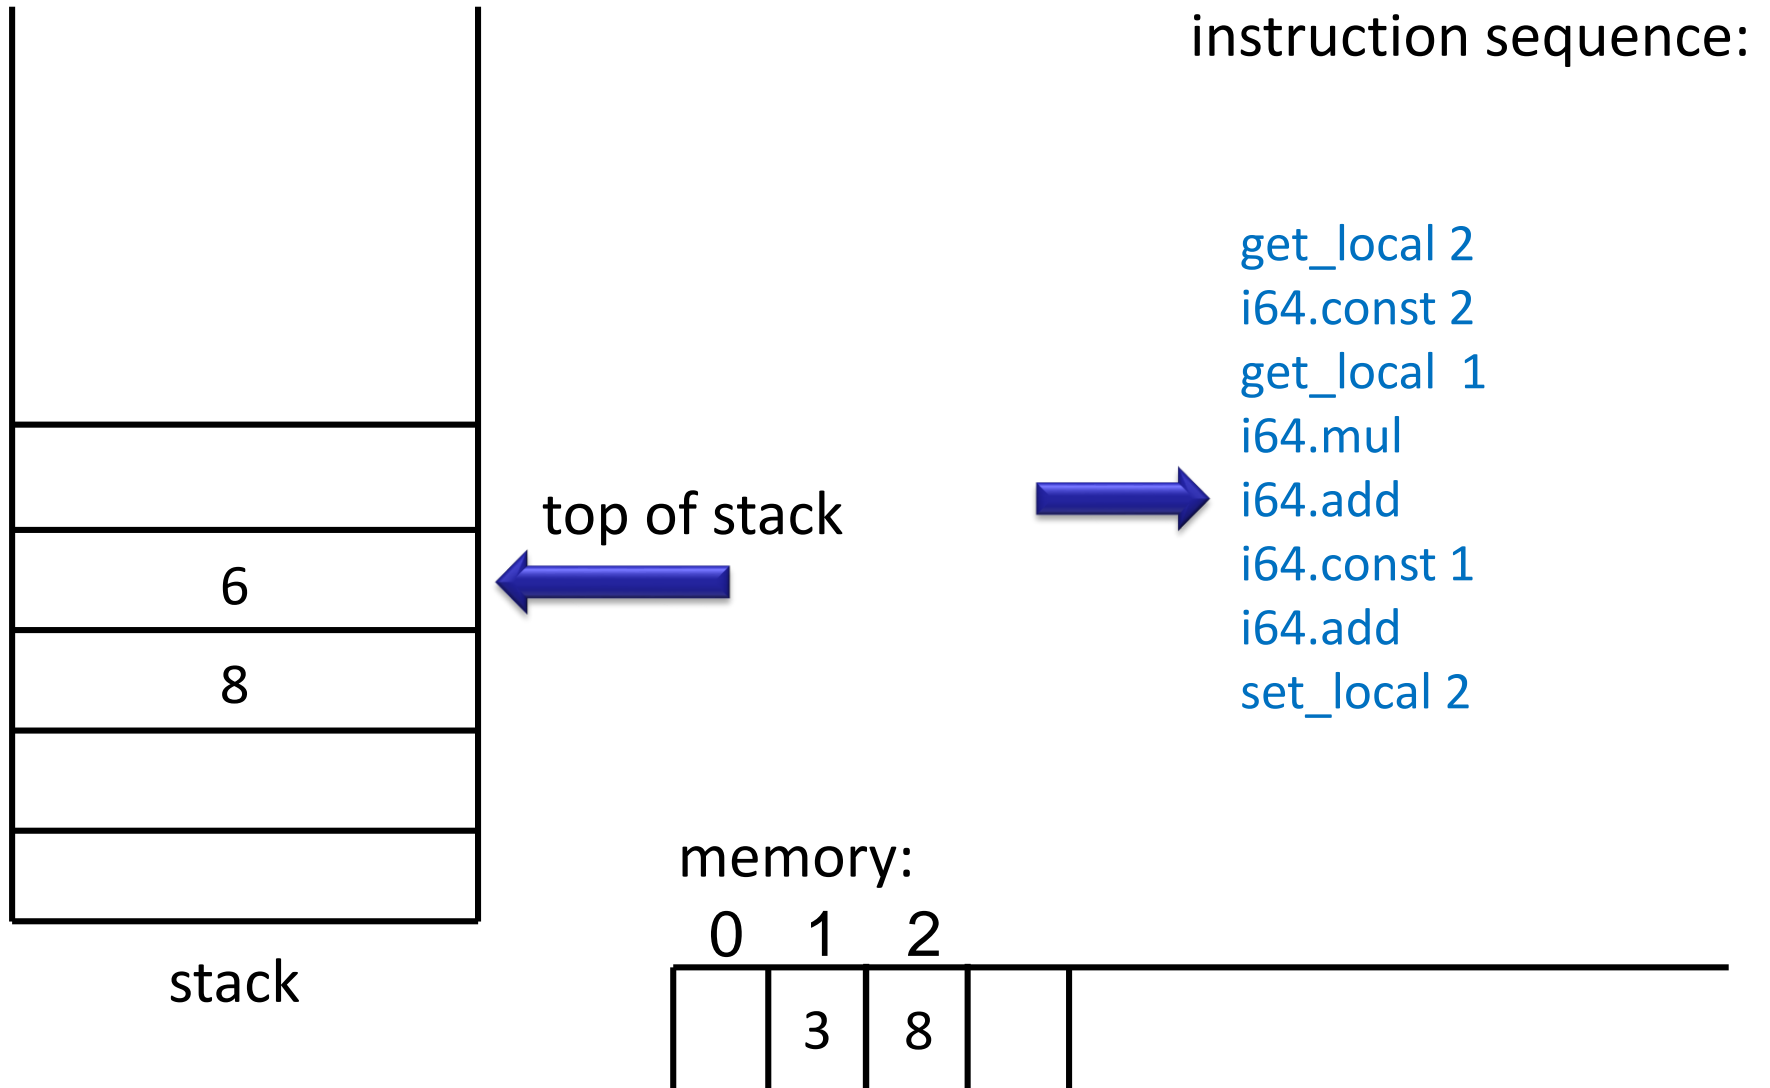 instruction sequence:
get_local 2
i64.const 2
get_local 1
i64.mul
i64.add
i64.const 1
i64.add
set_local 2
top of stack
6
8
stack
memory:
0 1 2
3 8